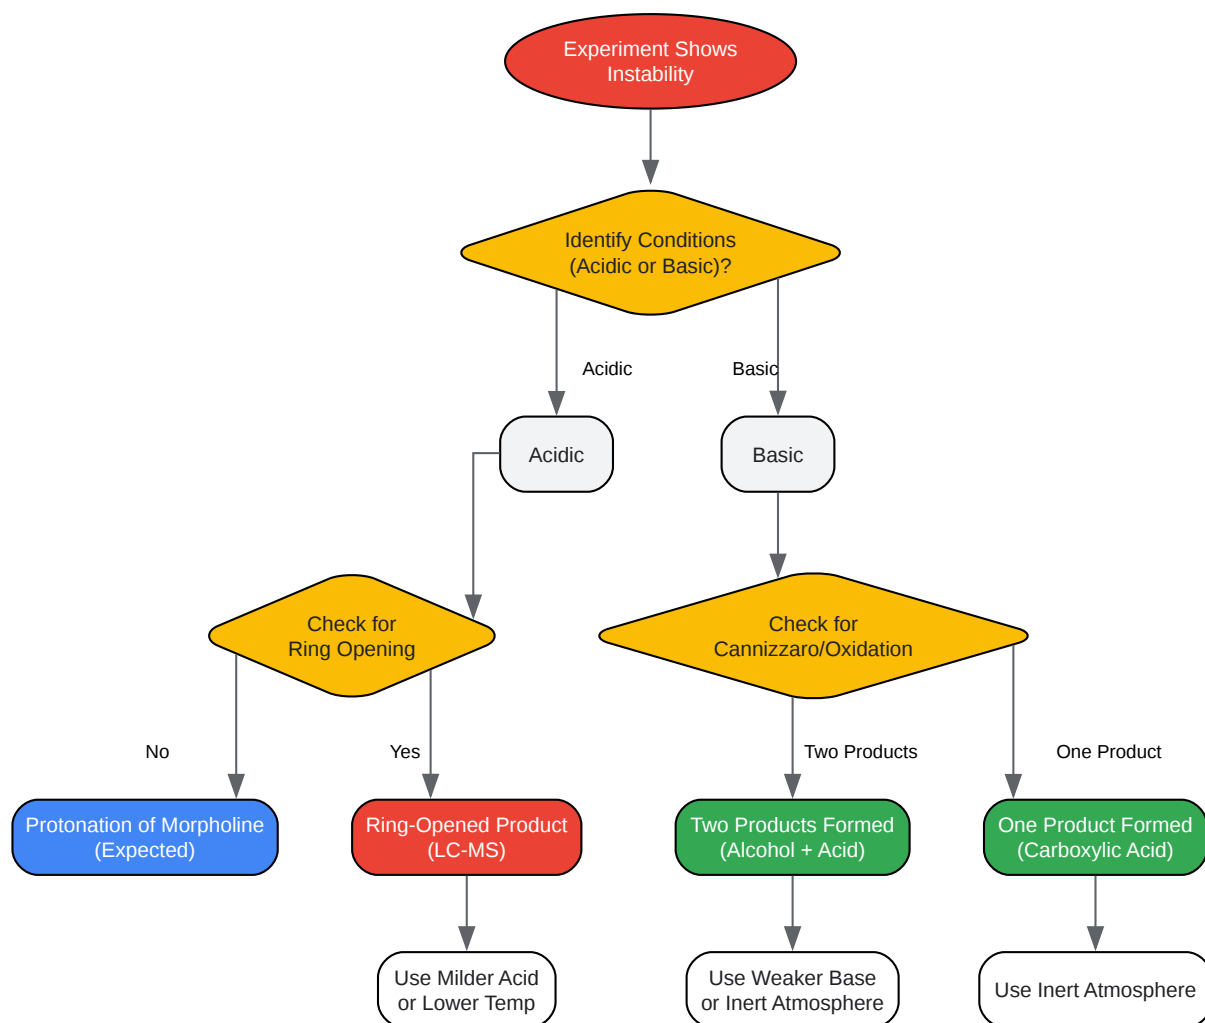 Experiment Shows
Instability
Identify Conditions
(Acidic or Basic)?
Acidic
Basic
Acidic
Basic
Check for
Ring Opening
Check for
Cannizzaro/Oxidation
No
Yes
Two Products
One Product
Protonation of Morpholine
(Expected)
Ring-Opened Product
(LC-MS)
Two Products Formed
(Alcohol + Acid)
One Product Formed
(Carboxylic Acid)
Use Milder Acid
or Lower Temp
Use Weaker Base
or Inert Atmosphere
Use Inert Atmosphere